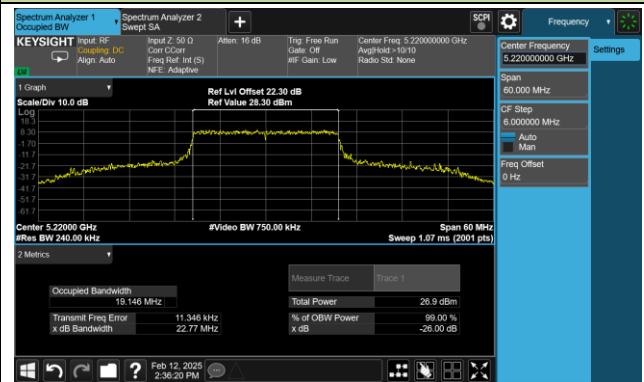 Spectrum Analyzer 1
Occupied BW
Spectrum Analyzer 2
Swept SA
+
SCPI
Frequency
KEYSIGHT
Input: RF
Coupling: DC
Align: Auto
Input Z: 50 Ω
Corr CCorr
Freq Ref: Int (S)
NFE: Adaptive
Atten: 16 dB
Trig: Free Run
Gate: Off
#IF Gain: Low
Center Freq: 5.220000000 GHz
Avg|Hold:>10/10
Radio Std: None
Center Frequency
5.220000000 GHz
Settings
Span
60.000 MHz
CF Step
6.000000 MHz
Auto
Man
Freq Offset
0 Hz
1 Graph
Scale/Div 10.0 dB
Ref Lvl Offset 22.30 dB
Ref Value 28.30 dBm
Log
18.3
8.30
-1.70
-11.7
-21.7
-31.7
-41.7
-51.7
-61.7
Center 5.22000 GHz
#Res BW 240.00 kHz
#Video BW 750.00 kHz
Span 60 MHz
Sweep 1.07 ms (2001 pts)
2 Metrics
Measure Trace
Trace 1
Occupied Bandwidth
19.146 MHz
Total Power
26.9 dBm
Transmit Freq Error
11.346 kHz
% of OBW Power
99.00 %
x dB Bandwidth
22.77 MHz
x dB
-26.00 dB
Feb 12, 2025
2:36:20 PM